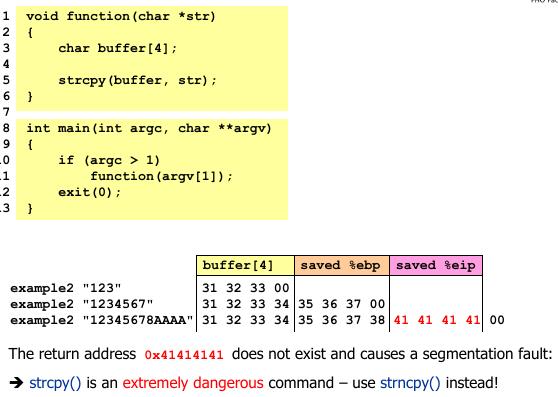 1 void function(char *str)
2 {
3 char buffer[4];
4
5 strcpy(buffer, str);
6 }
7
8 int main(int argc, char **argv)
9 {
.0 if (argc > 1)
.1 function(argv[1]);
.2 exit(0);
.3 }
buffer[4] saved %ebp saved %eip
example2 "123" 31 32 33 00
example2 "1234567" 31 32 33 34 35 36 37 00
example2 "12345678AAAA" 31 32 33 34 35 36 37 38 41 41 41 41 00
The return address 0x41414141 does not exist and causes a segmentation fault:
➔ strcpy() is an extremely dangerous command – use strncpy() instead!